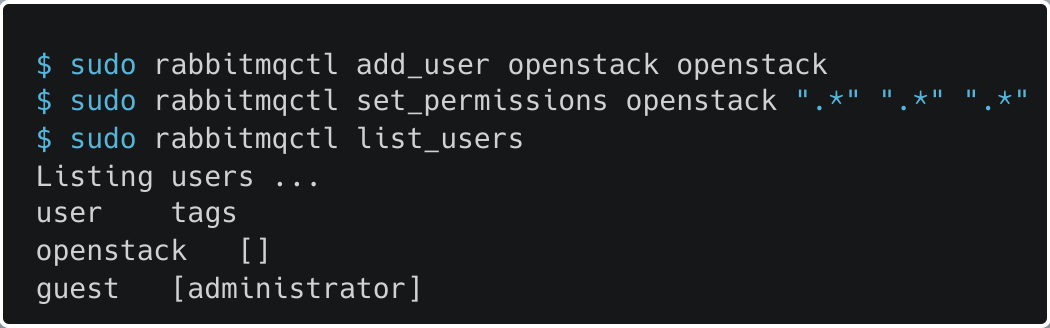 $ sudo rabbitmqctl add_user openstack openstack
$ sudo rabbitmqctl set_permissions openstack ".*" ".*" ".*"
$ sudo rabbitmqctl list_users
Listing users ...
user    tags
openstack   []
guest   [administrator]